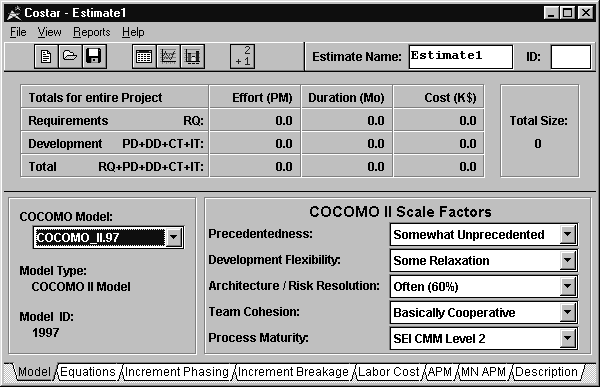 Costar - Estimate1
File View Reports Help
2
+1
Estimate Name: Estimate1 ID:
Totals for entire Project Effort (PM) Duration (Mo) Cost (K$)
Requirements RQ: 0.0 0.0 0.0
Development PD+DD+CT+IT: 0.0 0.0 0.0
Total RQ+PD+DD+CT+IT: 0.0 0.0 0.0
Total Size:
0
COCOMO Model:
COCOMO_II.97
Model Type:
COCOMO II Model
Model ID:
1997
COCOMO II Scale Factors
Precedentedness: Somewhat Unprecedented
Development Flexibility: Some Relaxation
Architecture / Risk Resolution: Often (60%)
Team Cohesion: Basically Cooperative
Process Maturity: SEI CMM Level 2
Model Equations Increment Phasing Increment Breakage Labor Cost APM MN APM Description